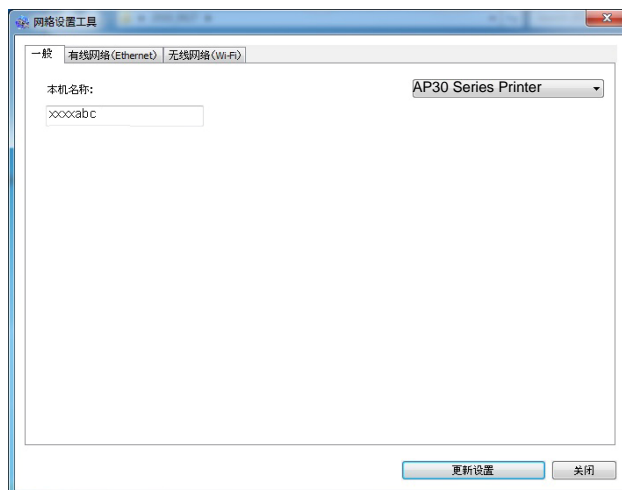 网络设置工具
一般 有线网络(Ethernet) 无线网络(Wi-Fi)
本机名称: AP30 Series Printer
xxxxabc
更新设置 关闭